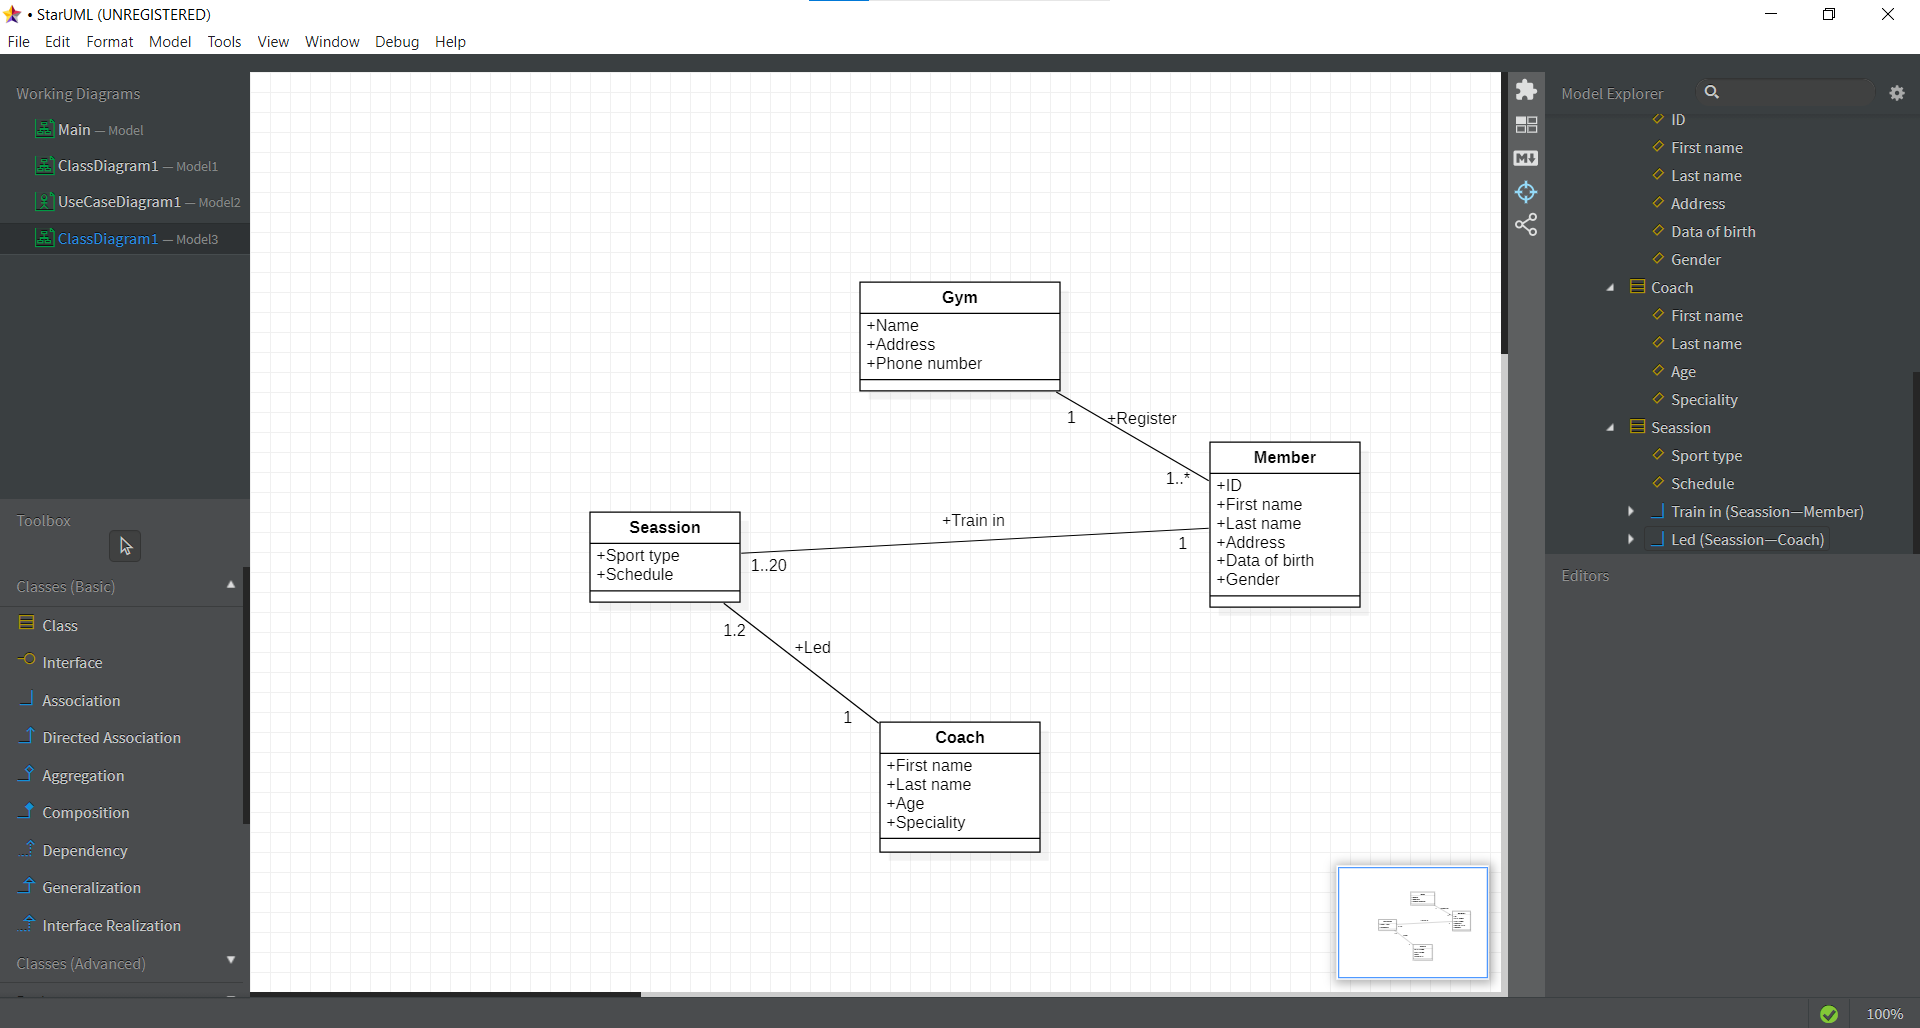 • StarUML (UNREGISTERED)
File Edit Format Model Tools View Window Debug Help
Working Diagrams
Main — Model
ClassDiagram1 — Model1
UseCaseDiagram1 — Model2
ClassDiagram1 — Model3
Toolbox
Classes (Basic)
Class
Interface
Association
Directed Association
Aggregation
Composition
Dependency
Generalization
Interface Realization
Classes (Advanced)
Gym
+Name
+Address
+Phone number
1
+Register
1..*
Member
+ID
+First name
+Last name
+Address
+Data of birth
+Gender
+Train in
1
1..20
Seassion
+Sport type
+Schedule
1.2
+Led
1
Coach
+First name
+Last name
+Age
+Speciality
M
Model Explorer
ID
First name
Last name
Address
Data of birth
Gender
Coach
First name
Last name
Age
Speciality
Seassion
Sport type
Schedule
Train in (Seassion—Member)
Led (Seassion—Coach)
Editors
100%